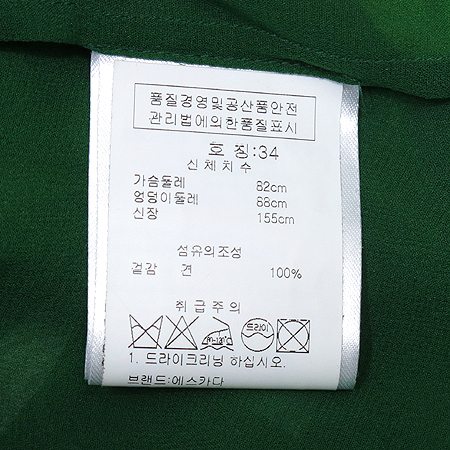 품질경영및공산품안전
관리법에의한품질표시
호 칭:34
신체치수
가슴둘레 82cm
엉덩이둘레 88cm
신장 155cm
섬유의조성
겉감 견 100%
취급주의
드라이
1. 드라이크리닝 하십시오.
브랜드:에스카다